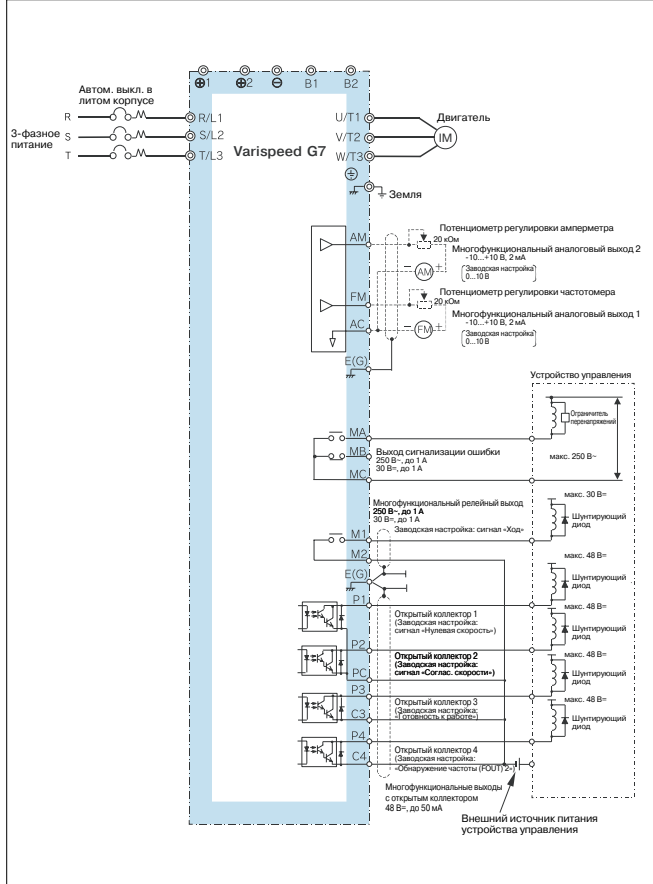 ⊕1 ⊕2 ⊖ B1 B2
Автом. выкл. в
литом корпусе
R
R/L1
U/T1
Двигатель
3-фазное
питание
S
S/L2
V/T2
IM
T
T/L3
Varispeed G7
W/T3
Земля
Потенциометр регулировки амперметра
AM
20 кОм
Многофункциональный аналоговый выход 2
-10...+10 В, 2 мА
– AM +
Заводская настройка
0...10 В
Потенциометр регулировки частотомера
FM
20 кОм
Многофункциональный аналоговый выход 1
-10...+10 В, 2 мА
AC
– FM +
Заводская настройка
0...10 В
E(G)
Устройство управления
Ограничитель
перенапряжений
MA
MB
Выход сигнализации ошибки
250 В~, до 1 А
30 В=, до 1 А
макс. 250 В~
MC
макс. 30 В=
Многофункциональный релейный выход
250 В~, до 1 А
30 В=, до 1 А
Шунтирующий
диод
Заводская настройка: сигнал «Ход»
M1
M2
макс. 48 В=
E(G)
Шунтирующий
диод
P1
макс. 48 В=
Открытый коллектор 1
(Заводская настройка:
сигнал «Нулевая скорость»)
Шунтирующий
диод
P2
макс. 48 В=
Открытый коллектор 2
(Заводская настройка:
сигнал «Соглас. скорости»)
PC
Шунтирующий
диод
P3
макс. 48 В=
Открытый коллектор 3
(Заводская настройка:
«Готовность к работе»)
C3
Шунтирующий
диод
P4
Открытый коллектор 4
(Заводская настройка:
«Обнаружение частоты (FOUT) 2»)
C4
Многофункциональные выходы
с открытым коллектором
48 В=, до 50 мА
Внешний источник питания
устройства управления